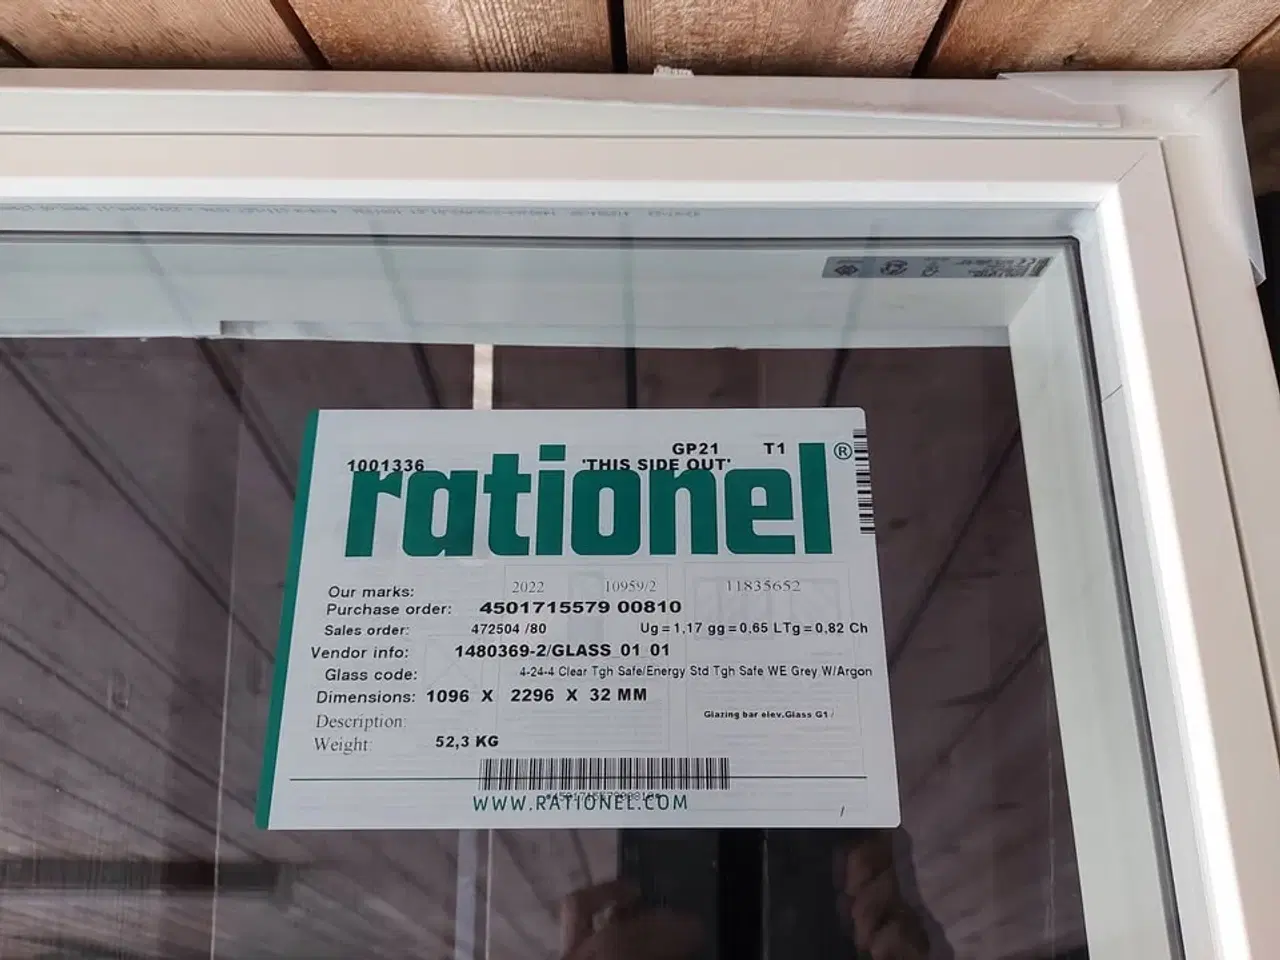 GP21 T1
1001336 'THIS SIDE OUT'
rationel®
Our marks: 2022 10959/2 11835652
Purchase order: 4501715579 00810
Sales order: 472504 /80 Ug=1,17 gg=0,65 LTg=0,82 Ch
Vendor info: 1480369-2/GLASS 01 01
Glass code: 4-24-4 Clear Tgh Safe/Energy Std Tgh Safe WE Grey W/Argon
Dimensions: 1096 X 2296 X 32 MM
Glazing bar elev.Glass G1 /
Description:
Weight: 52,3 KG
WWW.RATIONEL.COM
/